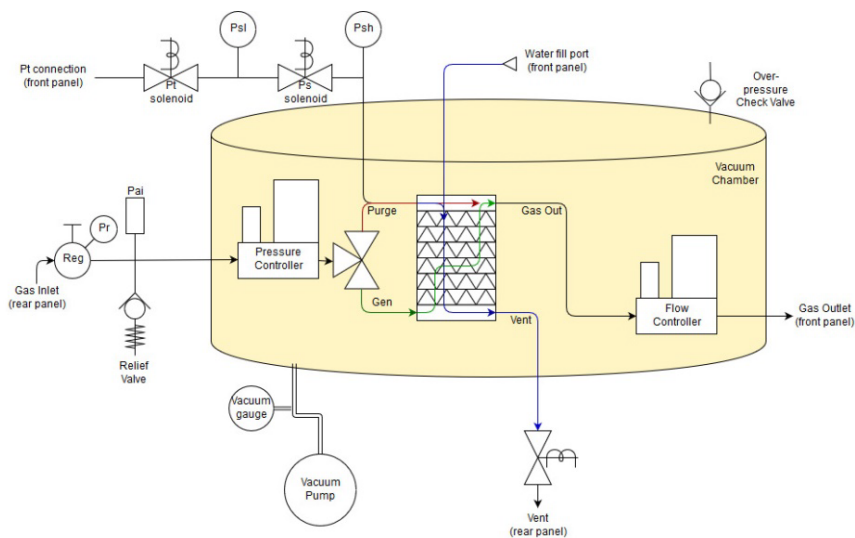 Psl
Psh
Pt connection
(front panel)
Pt
solenoid
Ps
solenoid
Water fill port
(front panel)
Over-
pressure
Check Valve
Vacuum
Chamber
Pai
Pr
Reg
Gas Inlet
(rear panel)
Relief
Valve
Pressure
Controller
Purge
Gen
Gas Out
Vent
Flow
Controller
Gas Outlet
(front panel)
Vacuum
gauge
Vacuum
Pump
Vent
(rear panel)